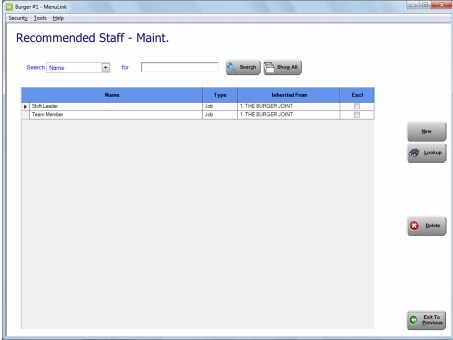 Burger #1 - MenuLink
Security Tools Help
Recommended Staff - Maint.
Search Name for Search Show All
Name Type Inherited From Excl
Shift Leader Job 1. THE BURGER JOINT
Team Member Job 1. THE BURGER JOINT
New
Lookup
Delete
Exit To
Previous